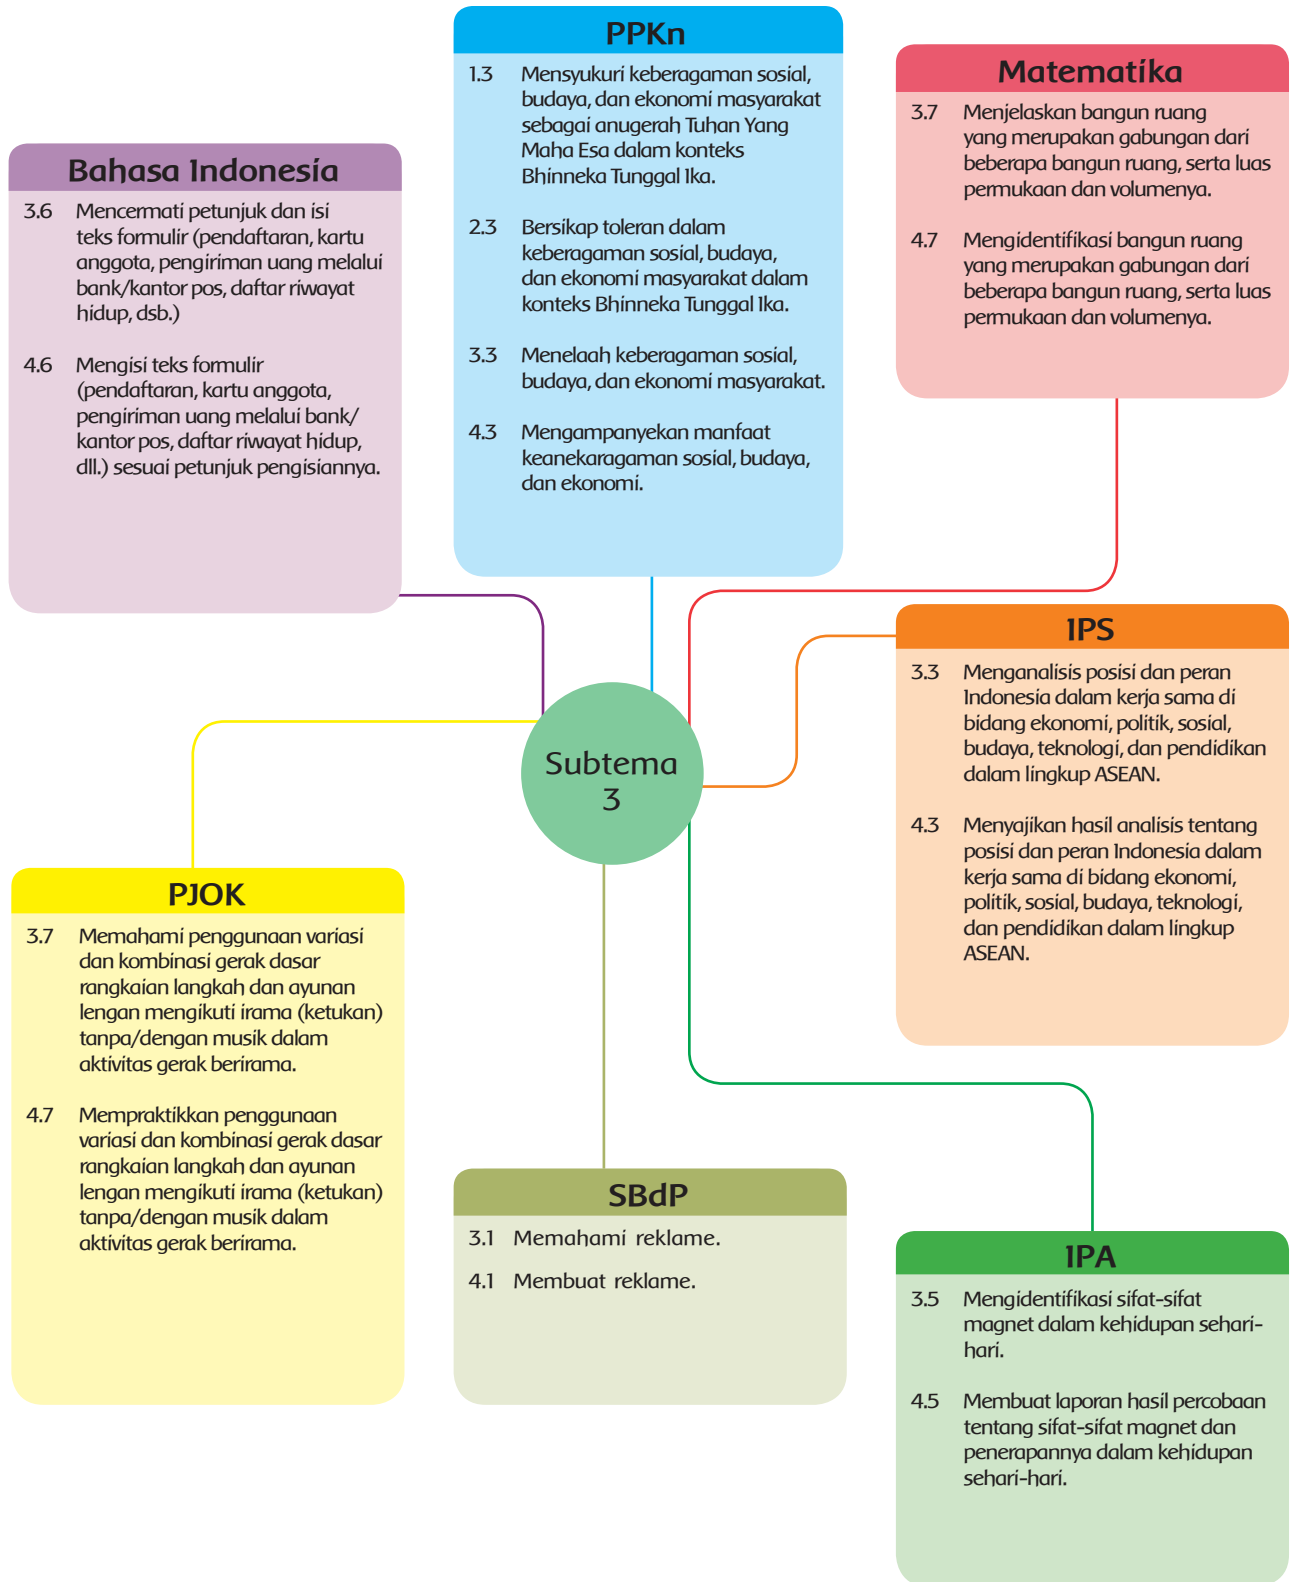 PPKn
1.3 Mensyukuri keberagaman sosial,
budaya, dan ekonomi masyarakat
sebagai anugerah Tuhan Yang
Maha Esa dalam konteks
Bhinneka Tunggal Ika.
2.3 Bersikap toleran dalam
keberagaman sosial, budaya,
dan ekonomi masyarakat dalam
konteks Bhinneka Tunggal Ika.
3.3 Menelaah keberagaman sosial,
budaya, dan ekonomi masyarakat.
4.3 Mengampanyekan manfaat
keanekaragaman sosial, budaya,
dan ekonomi.
Matematika
3.7 Menjelaskan bangun ruang
yang merupakan gabungan dari
beberapa bangun ruang, serta luas
permukaan dan volumenya.
4.7 Mengidentifikasi bangun ruang
yang merupakan gabungan dari
beberapa bangun ruang, serta luas
permukaan dan volumenya.
Bahasa Indonesia
3.6 Mencermati petunjuk dan isi
teks formulir (pendaftaran, kartu
anggota, pengiriman uang melalui
bank/kantor pos, daftar riwayat
hidup, dsb.)
4.6 Mengisi teks formulir
(pendaftaran, kartu anggota,
pengiriman uang melalui bank/
kantor pos, daftar riwayat hidup,
dll.) sesuai petunjuk pengisiannya.
IPS
3.3 Menganalisis posisi dan peran
Indonesia dalam kerja sama di
bidang ekonomi, politik, sosial,
budaya, teknologi, dan pendidikan
dalam lingkup ASEAN.
4.3 Menyajikan hasil analisis tentang
posisi dan peran Indonesia dalam
kerja sama di bidang ekonomi,
politik, sosial, budaya, teknologi,
dan pendidikan dalam lingkup
ASEAN.
Subtema
3
PJOK
3.7 Memahami penggunaan variasi
dan kombinasi gerak dasar
rangkaian langkah dan ayunan
lengan mengikuti irama (ketukan)
tanpa/dengan musik dalam
aktivitas gerak berirama.
4.7 Mempraktikkan penggunaan
variasi dan kombinasi gerak dasar
rangkaian langkah dan ayunan
lengan mengikuti irama (ketukan)
tanpa/dengan musik dalam
aktivitas gerak berirama.
SBdP
3.1 Memahami reklame.
4.1 Membuat reklame.
IPA
3.5 Mengidentifikasi sifat-sifat
magnet dalam kehidupan sehari-
hari.
4.5 Membuat laporan hasil percobaan
tentang sifat-sifat magnet dan
penerapannya dalam kehidupan
sehari-hari.